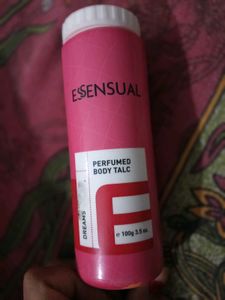 ESSENSUAL
PERFUMED
BODY TALC
DREAMS
E
e 100g 3.5 oz.